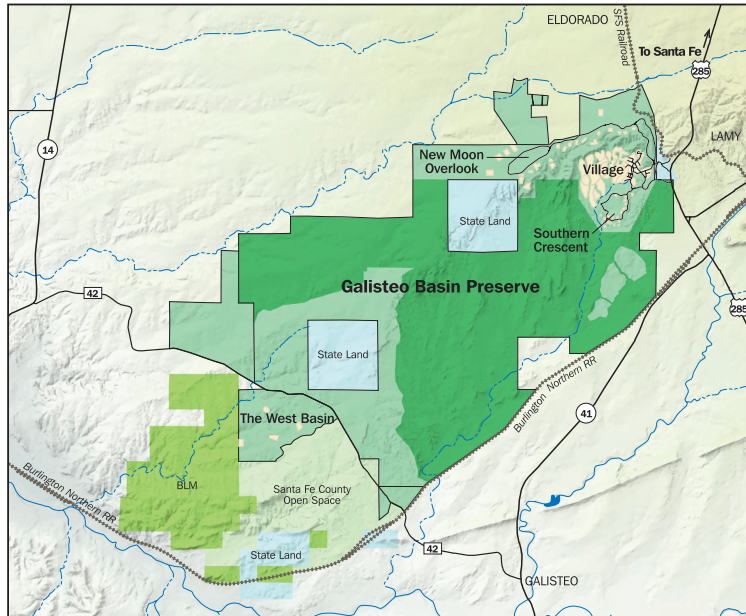 ELDORADO
SFS Railroad
To Santa Fe
285
LAMY
14
New Moon
Overlook
Village
State Land
Southern
Crescent
Galisteo Basin Preserve
42
285
State Land
41
The West Basin
Burlington Northern RR
Burlington Northern RR
BLM
Santa Fe County
Open Space
State Land
42
GALISTEO